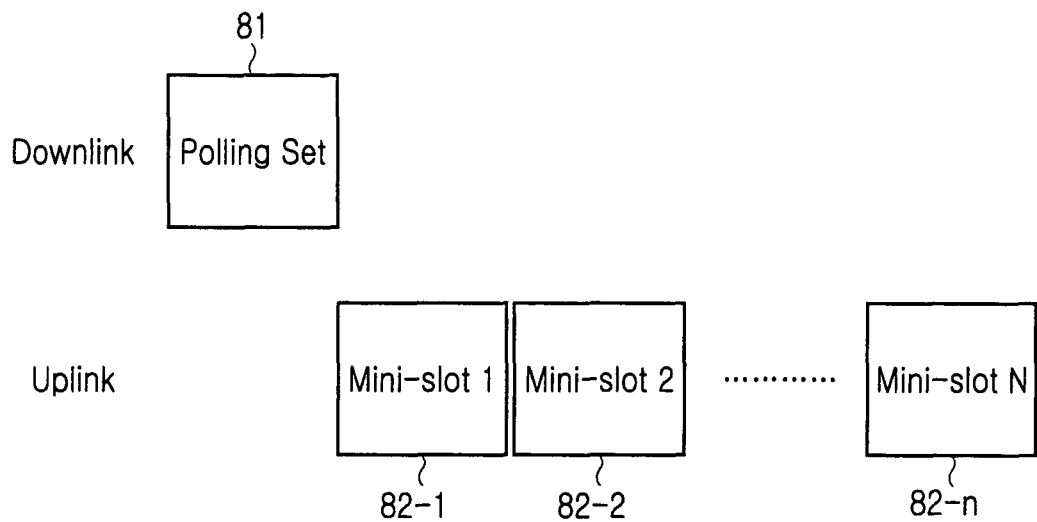 81
Downlink
Polling Set
Uplink
Mini-slot 1
Mini-slot 2
............
Mini-slot N
82-1
82-2
82-n